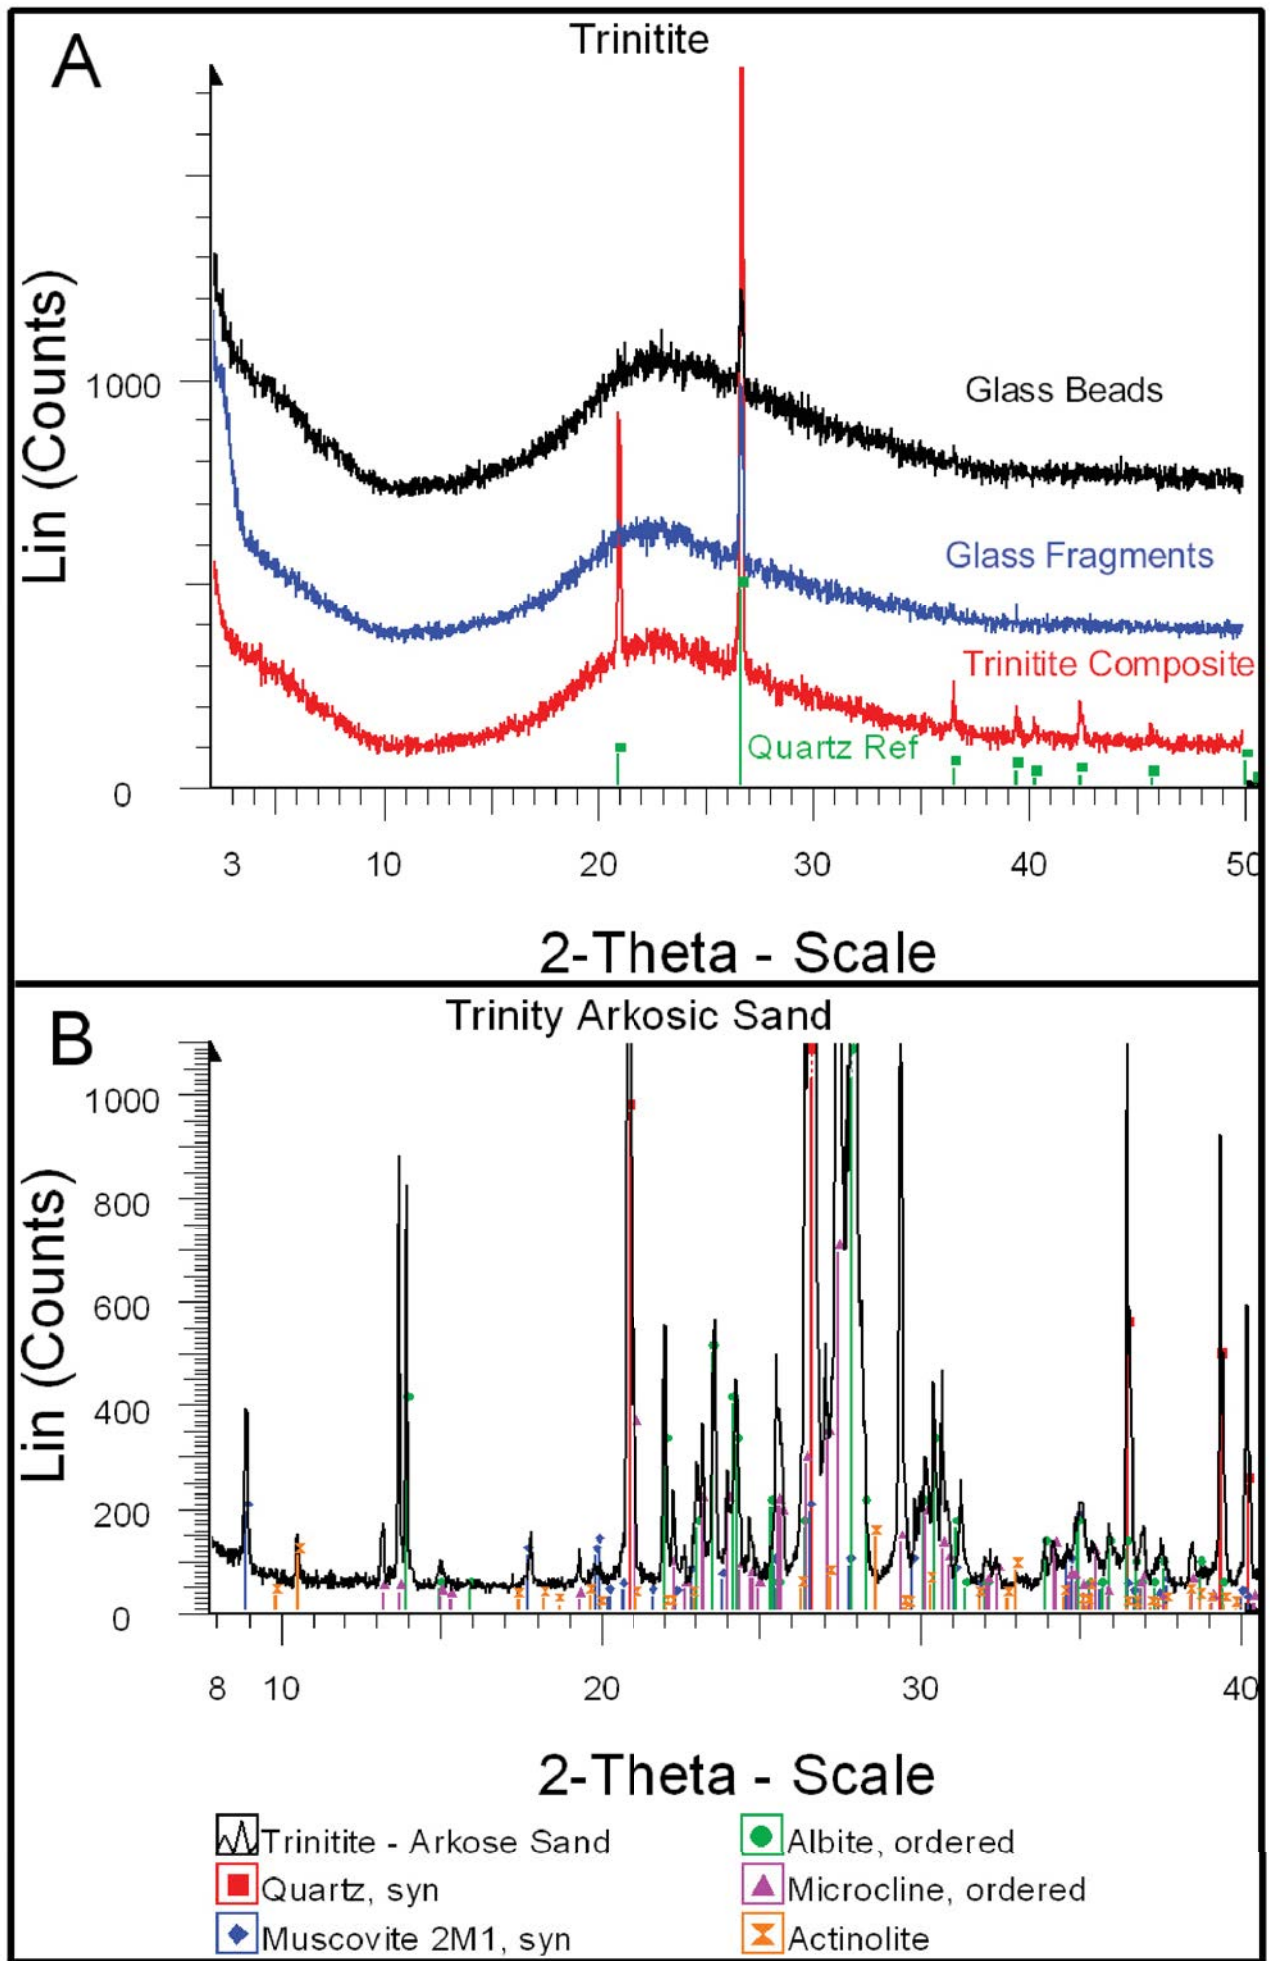 A
Trinitite
Lin (Counts)
1000
0
Glass Beads
Glass Fragments
Trinitite Composite
Quartz Ref
3 10 20 30 40 50
2-Theta - Scale
B
Trinity Arkosic Sand
Lin (Counts)
1000
800
600
400
200
0
8 10 20 30 40
2-Theta - Scale
Trinitite - Arkose Sand
Quartz, syn
Muscovite 2M1, syn
Albite, ordered
Microcline, ordered
Actinolite